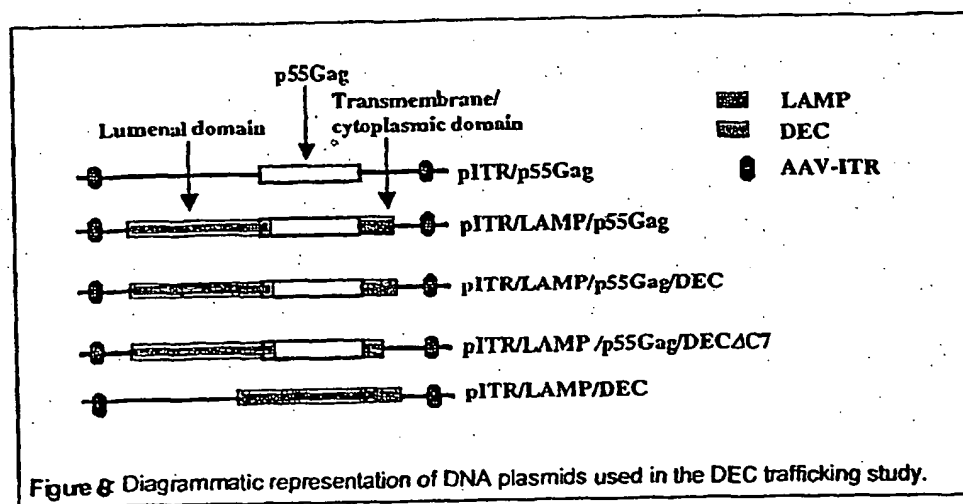 p55Gag
Transmembrane/
cytoplasmic domain
Lumenal domain
LAMP
DEC
AAV-ITR
pITR/p55Gag
pITR/LAMP/p55Gag
pITR/LAMP/p55Gag/DEC
pITR/LAMP /p55Gag/DECΔC7
pITR/LAMP/DEC
Figure 8: Diagrammatic representation of DNA plasmids used in the DEC trafficking study.